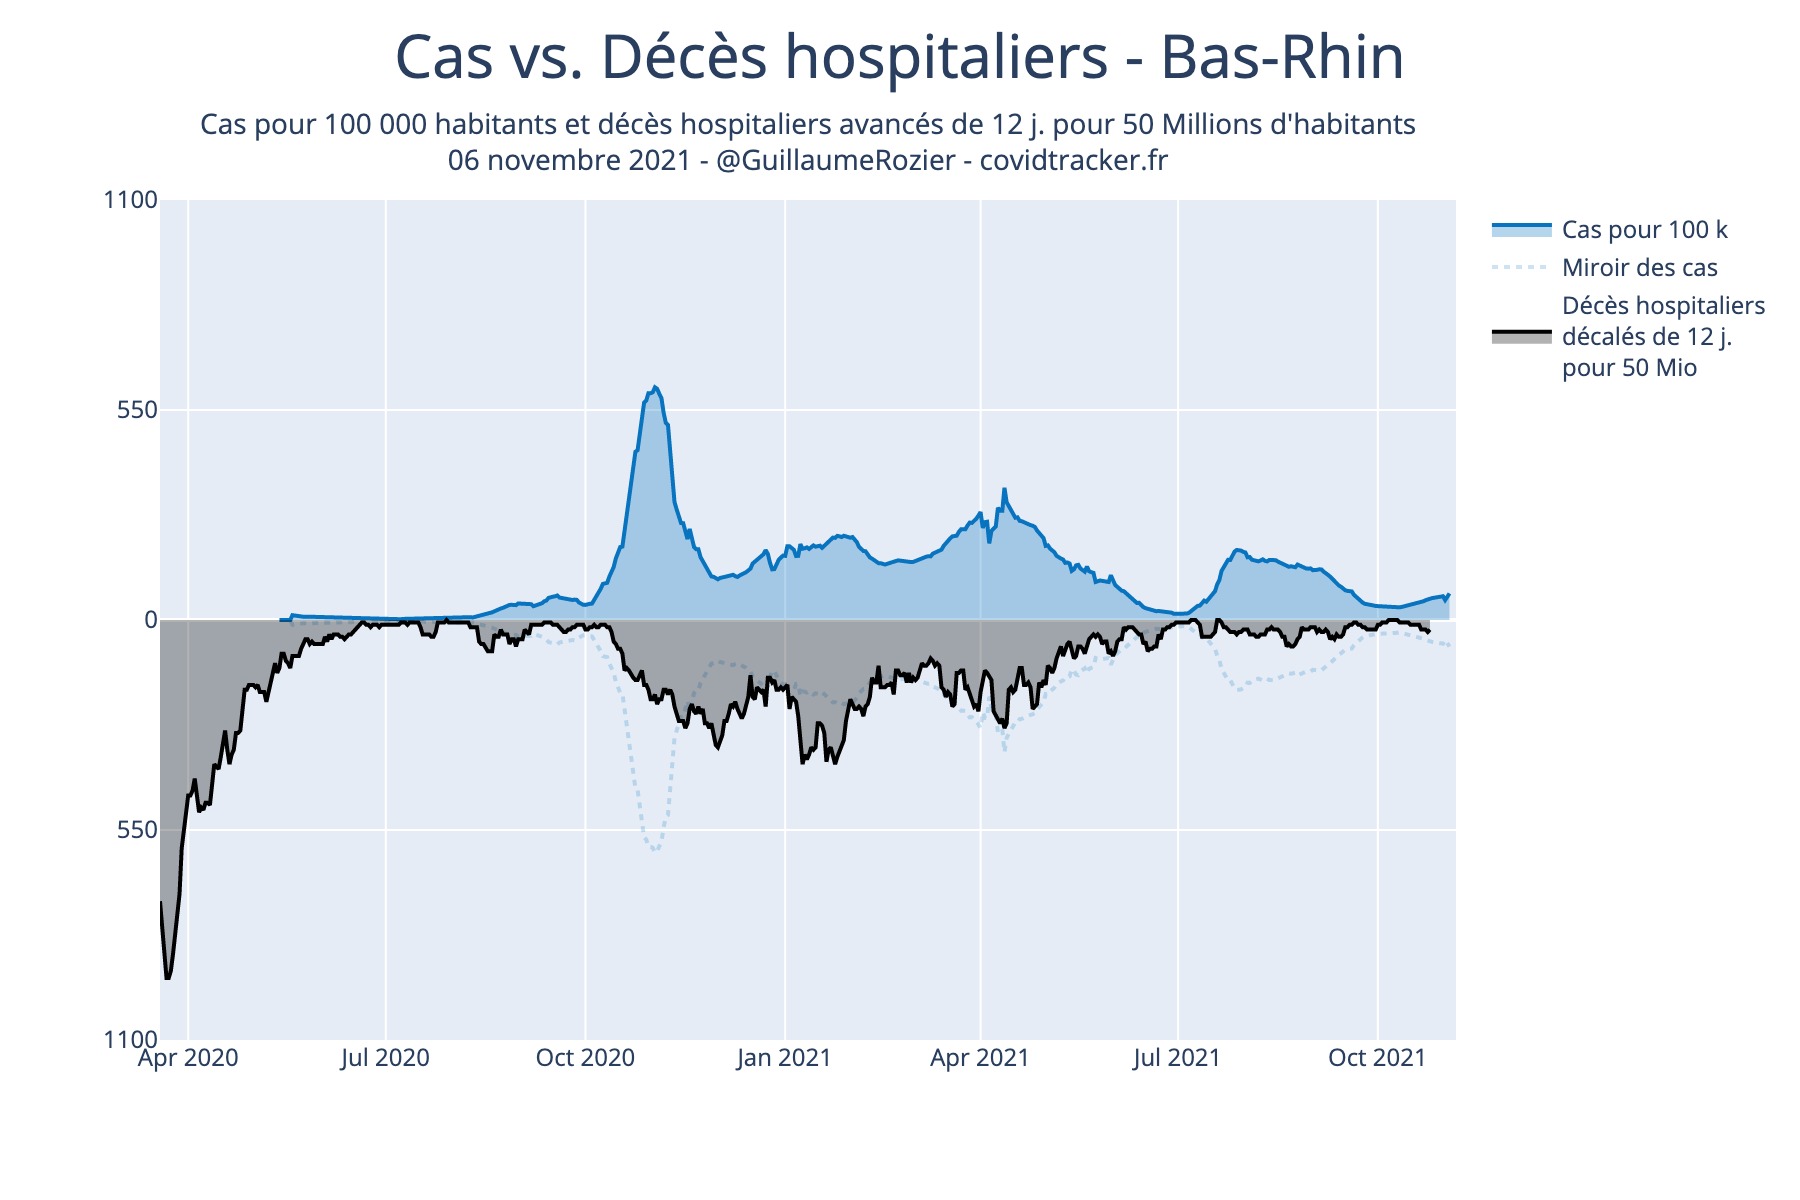 Cas vs. Décès hospitaliers - Bas-Rhin
Cas pour 100 000 habitants et décès hospitaliers avancés de 12 j. pour 50 Millions d'habitants
06 novembre 2021 - @GuillaumeRozier - covidtracker.fr
1100
550
0
550
1100
Apr 2020
Jul 2020
Oct 2020
Jan 2021
Apr 2021
Jul 2021
Oct 2021
Cas pour 100 k
Miroir des cas
Décès hospitaliers
décalés de 12 j.
pour 50 Mio